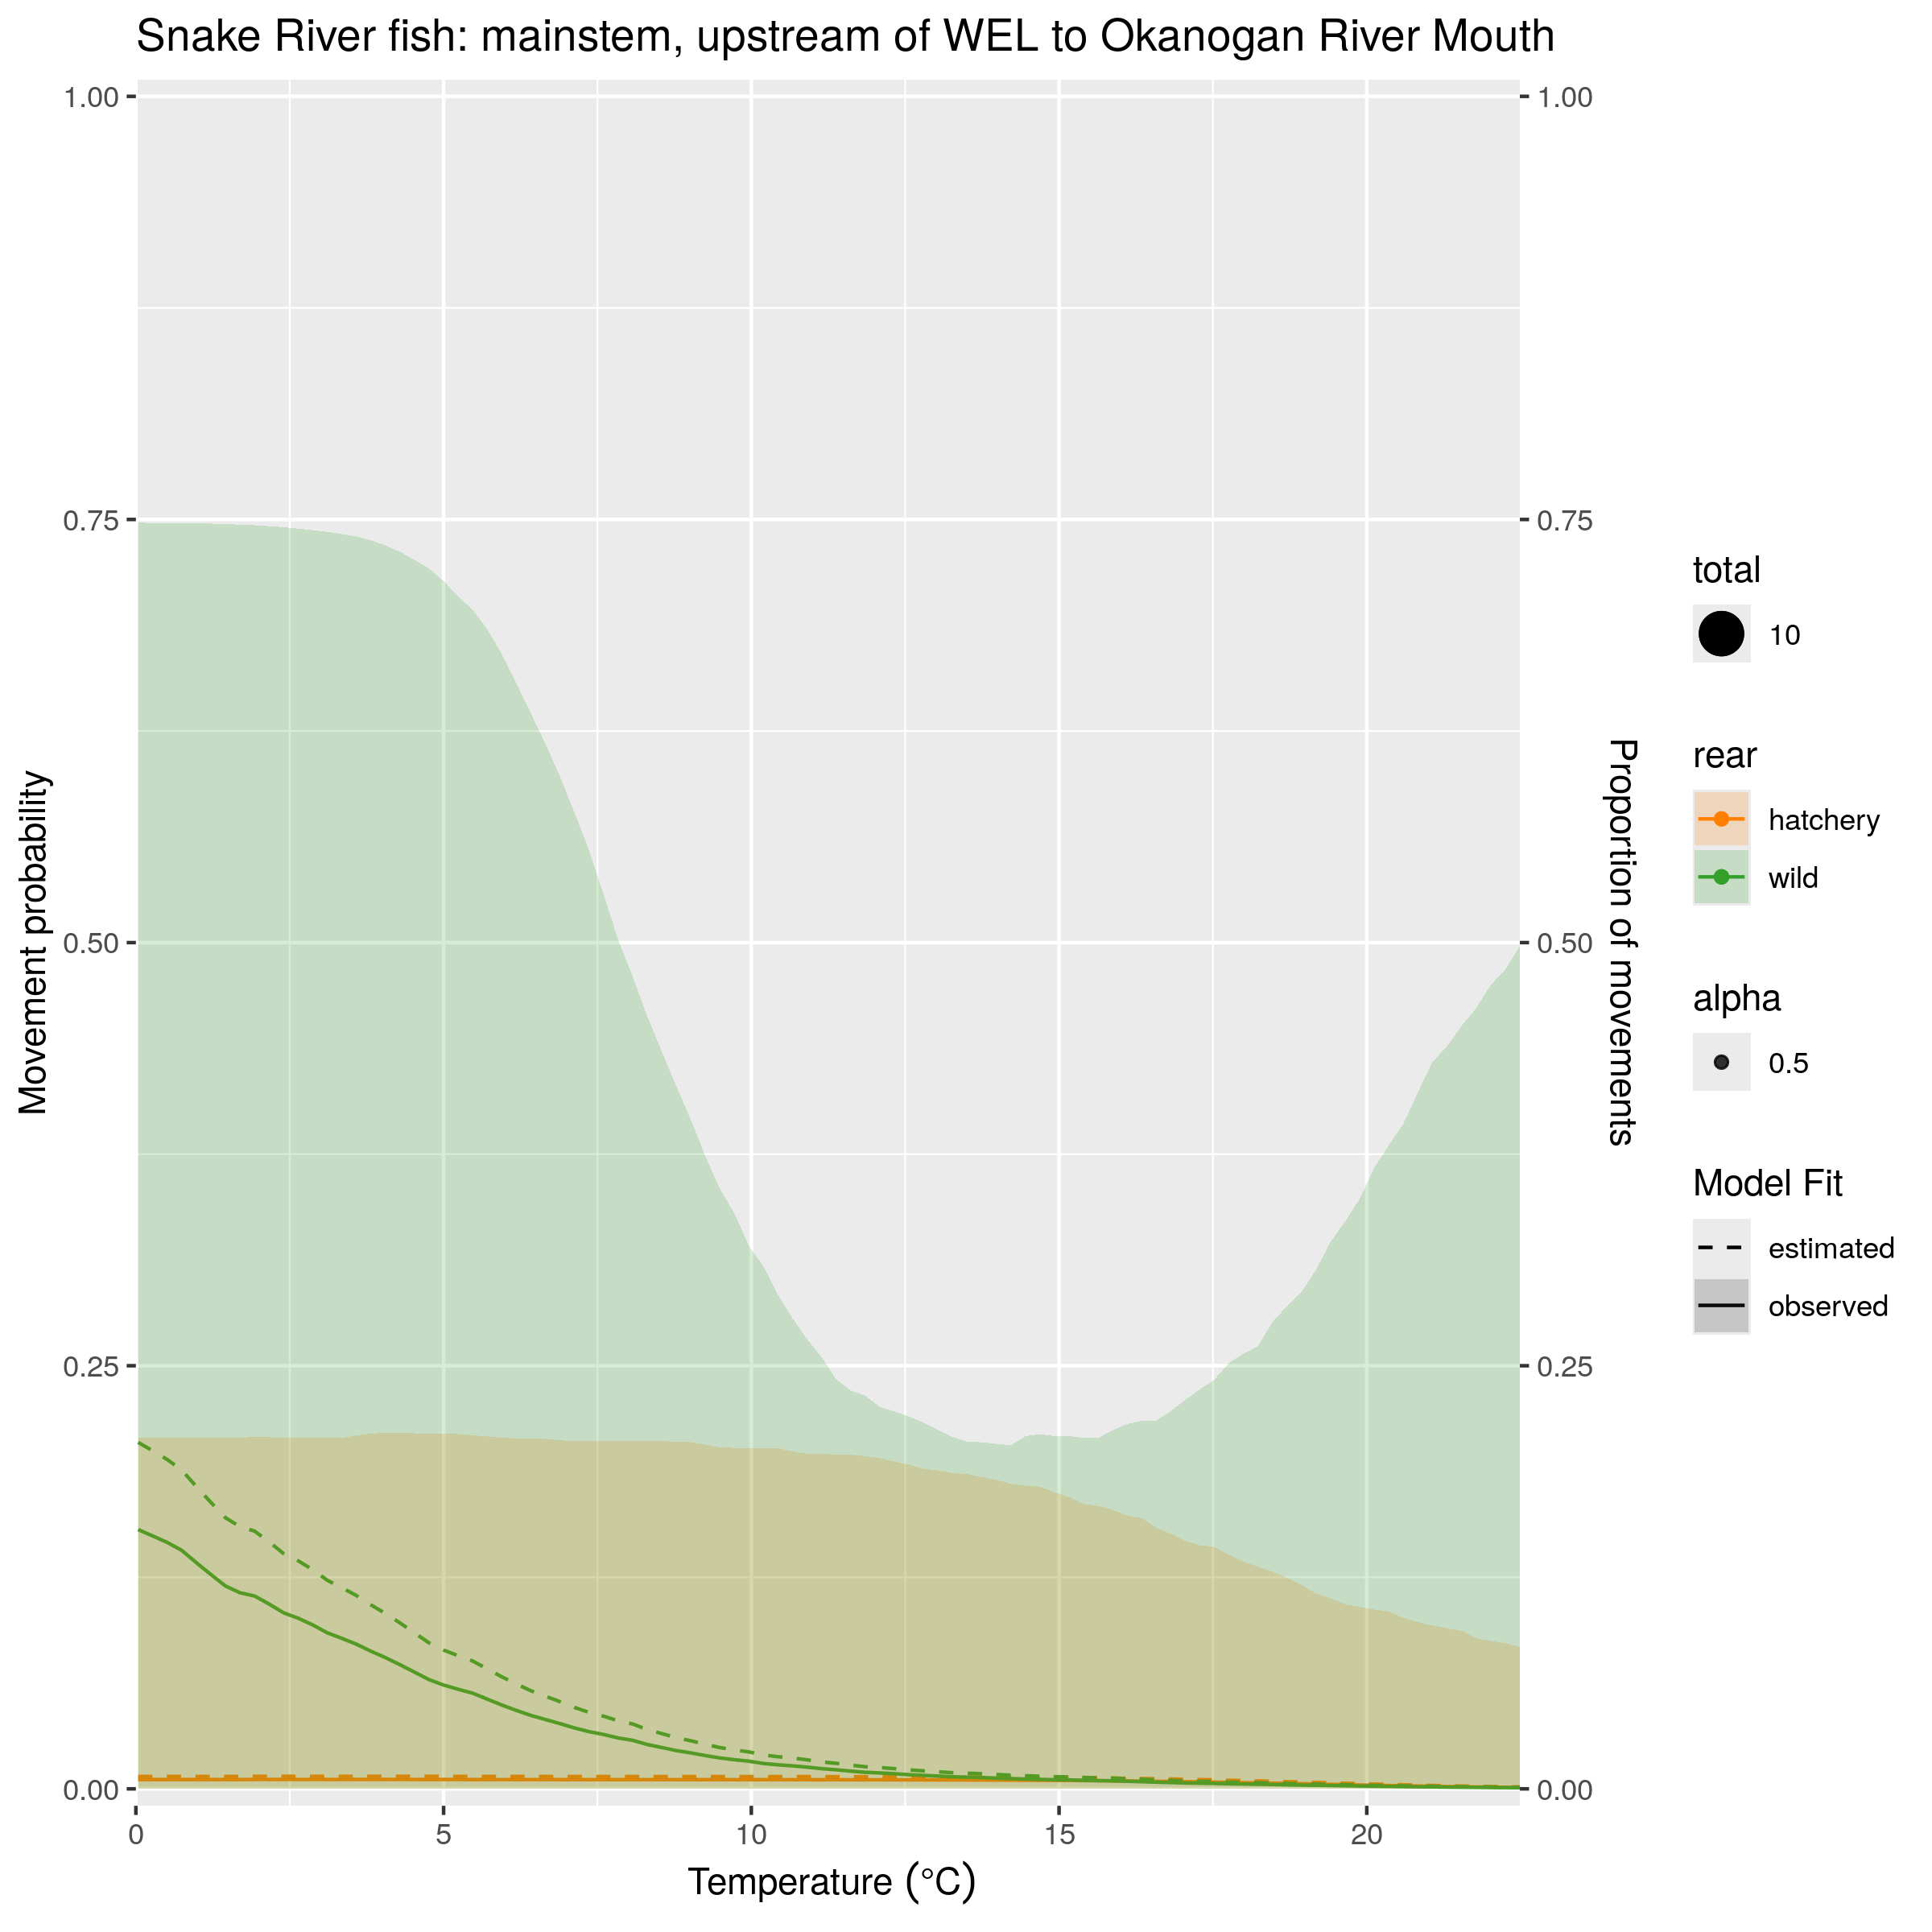 Snake River fish: mainstem, upstream of WEL to Okanogan River Mouth
1.00
0.75
0.50
0.25
0.00
Movement probability
0
5
10
15
20
Temperature (°C)
1.00
0.75
0.50
0.25
0.00
Proportion of movements
total
10
rear
hatchery
wild
alpha
0.5
Model Fit
estimated
observed